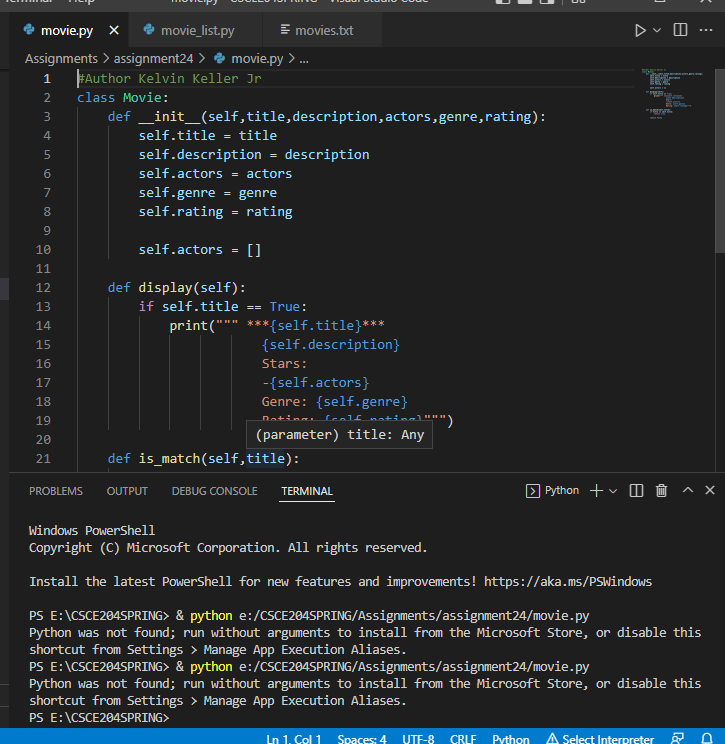 movie.py movie_list.py movies.txt
Assignments > assignment24 > movie.py > ...
1 #Author Kelvin Keller Jr
2 class Movie:
3 def __init__(self,title,description,actors,genre,rating):
4 self.title = title
5 self.description = description
6 self.actors = actors
7 self.genre = genre
8 self.rating = rating
9
10 self.actors = []
11
12 def display(self):
13 if self.title == True:
14 print(""" ***{self.title}***
15 {self.description}
16 Stars:
17 -{self.actors}
18 Genre: {self.genre}
19 Rating: {self.rating}""")
20 (parameter) title: Any
21 def is_match(self,title):
PROBLEMS OUTPUT DEBUG CONSOLE TERMINAL Python
Windows PowerShell
Copyright (C) Microsoft Corporation. All rights reserved.
Install the latest PowerShell for new features and improvements! https://aka.ms/PSWindows
PS E:\CSCE204SPRING> & python e:/CSCE204SPRING/Assignments/assignment24/movie.py
Python was not found; run without arguments to install from the Microsoft Store, or disable this
shortcut from Settings > Manage App Execution Aliases.
PS E:\CSCE204SPRING> & python e:/CSCE204SPRING/Assignments/assignment24/movie.py
Python was not found; run without arguments to install from the Microsoft Store, or disable this
shortcut from Settings > Manage App Execution Aliases.
PS E:\CSCE204SPRING>
Ln 1, Col 1 Spaces: 4 UTF-8 CRLF Python Select Interpreter